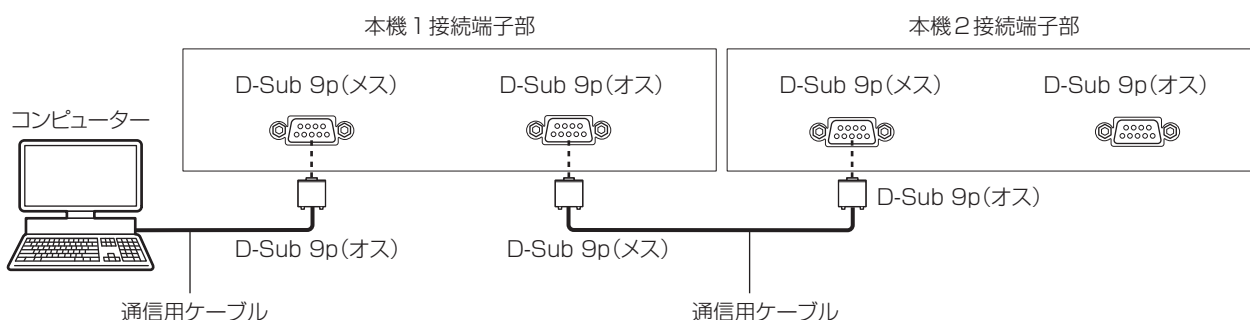 本機1接続端子部
本機2接続端子部
D-Sub 9p(メス)
D-Sub 9p(オス)
D-Sub 9p(メス)
D-Sub 9p(オス)
コンピューター
D-Sub 9p(オス)
D-Sub 9p(オス)
D-Sub 9p(メス)
通信用ケーブル
通信用ケーブル